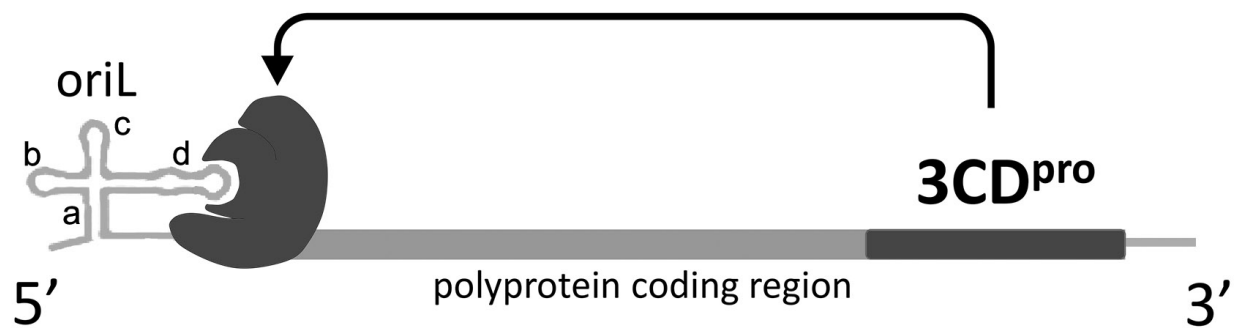 oriL
c
b
d
a
3CDpro
polyprotein coding region
5’
3’